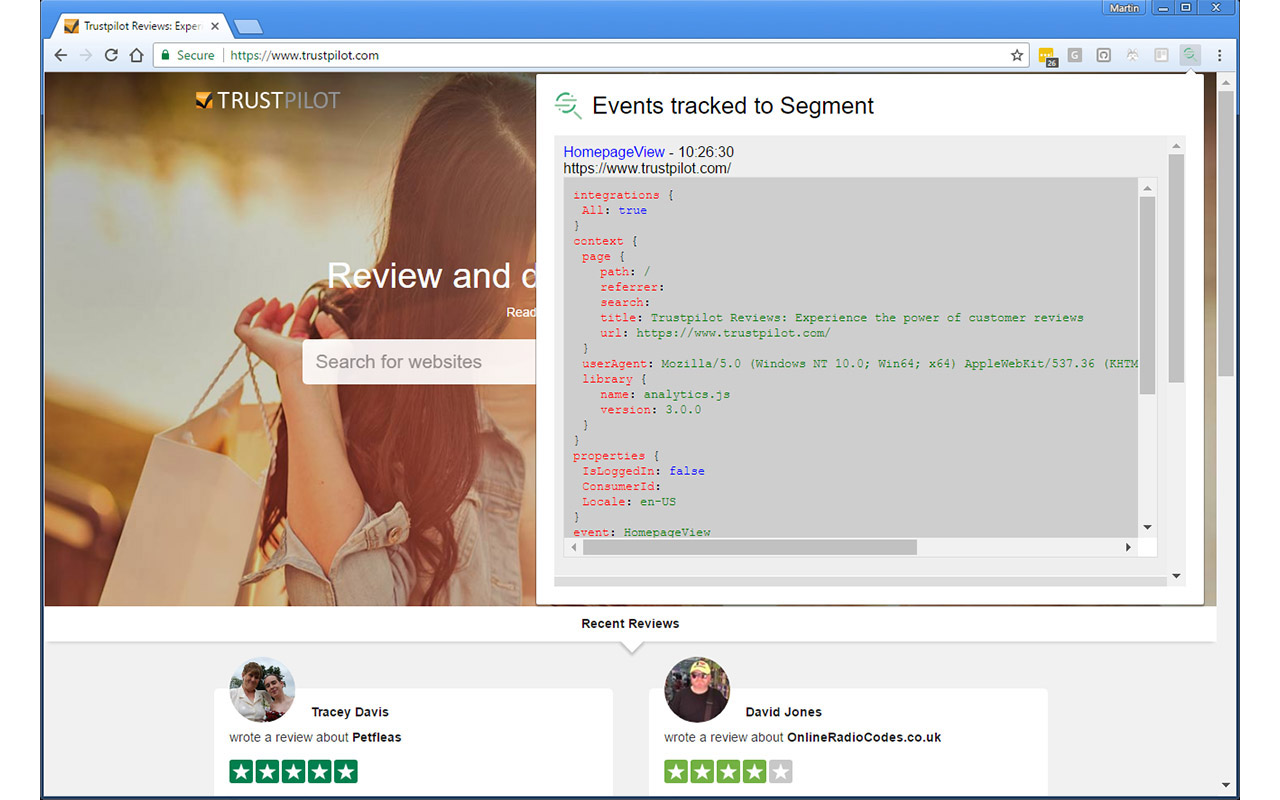 Martin
Trustpilot Reviews: Exper
Secure
https://www.trustpilot.com
26
G
TRUSTPILOT
Review and d
Read
Search for websites
Events tracked to Segment
HomepageView - 10:26:30
https://www.trustpilot.com/
integrations {
All: true
}
context {
page {
path: /
referrer:
search:
title: Trustpilot Reviews: Experience the power of customer reviews
url: https://www.trustpilot.com/
}
userAgent: Mozilla/5.0 (Windows NT 10.0; Win64; x64) AppleWebKit/537.36 (KHTM
library {
name: analytics.js
version: 3.0.0
}
}
properties {
IsLoggedIn: false
ConsumerId:
Locale: en-US
}
event: HomepageView
Recent Reviews
Tracey Davis
wrote a review about Petfleas
David Jones
wrote a review about OnlineRadioCodes.co.uk